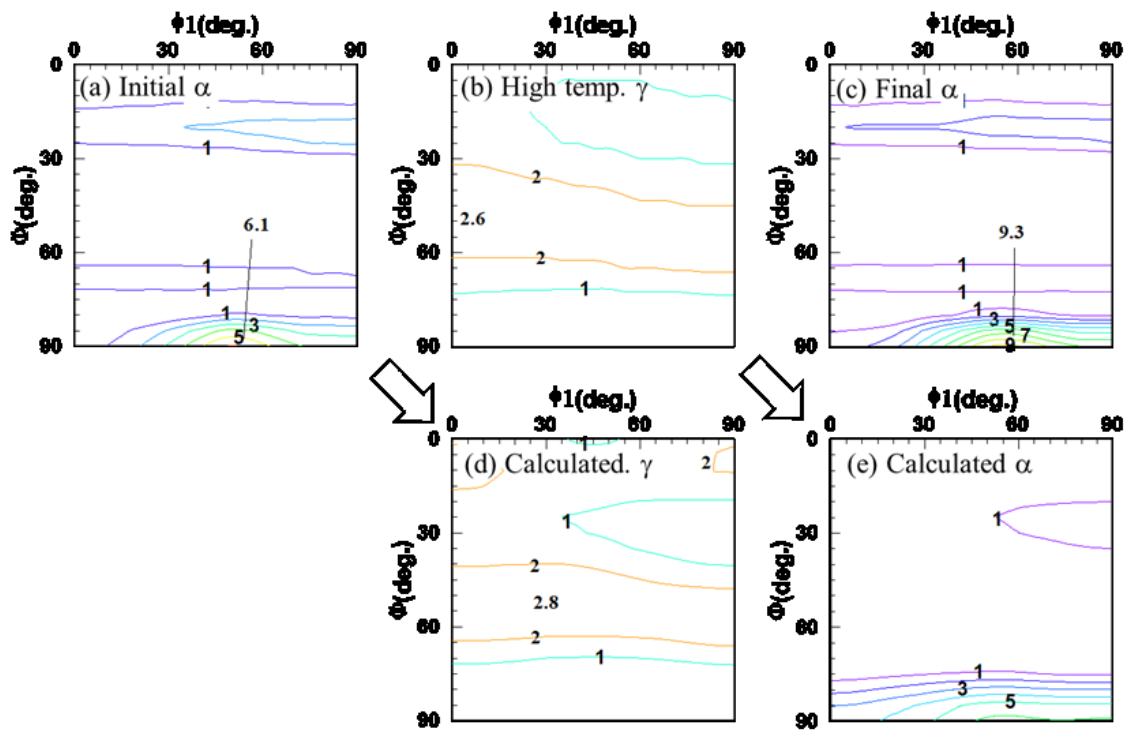 ϕ1(deg.) ϕ1(deg.) ϕ1(deg.)
0 30 60 90 0 30 60 90 0 30 60 90
0 (a) Initial α 0 (b) High temp. γ 0 (c) Final α
1
30 30 2 2 30 1
Φ(deg.) Φ(deg.) Φ(deg.)
6.1 2.6 9.3
60 1 60 2 60 1
1 1 1
1 3 1 3
5 5 7
90 90 90 9
ϕ1(deg.) ϕ1(deg.)
0 30 60 90 0 30 60 90
0 1 0
(d) Calculated. γ 2 (e) Calculated α
1 1
30 30
Φ(deg.) Φ(deg.)
2
2.8
60 2 60
1 1
3
5
90 90